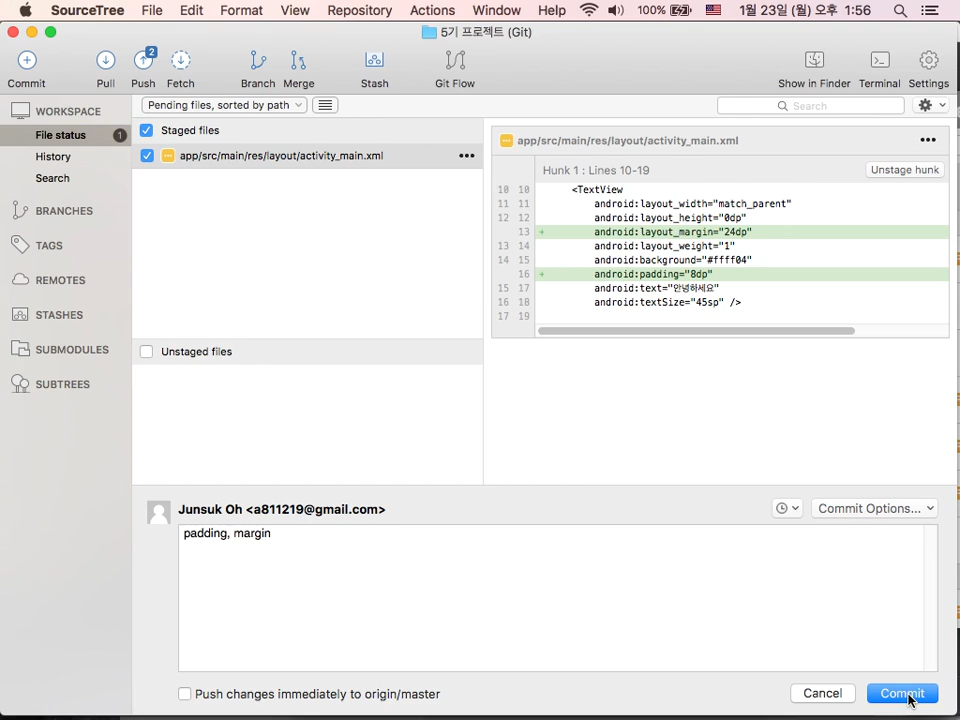 SourceTree File Edit Format View Repository Actions Window Help 100% 1월 23일 (월) 오후 1:56
5기 프로젝트 (Git)
2
Commit Pull Push Fetch Branch Merge Stash Git Flow Show in Finder Terminal Settings
WORKSPACE
File status 1
History
Search
BRANCHES
TAGS
REMOTES
STASHES
SUBMODULES
SUBTREES
Pending files, sorted by path
Search
Staged files
app/src/main/res/layout/activity_main.xml •••
Unstaged files
app/src/main/res/layout/activity_main.xml •••
Hunk 1 : Lines 10-19 Unstage hunk
10 10 <TextView
11 11 android:layout_width="match_parent"
12 12 android:layout_height="0dp"
13 + android:layout_margin="24dp"
13 14 android:layout_weight="1"
14 15 android:background="#ffff04"
16 + android:padding="8dp"
15 17 android:text="안녕하세요"
16 18 android:textSize="45sp" />
17 19
Junsuk Oh <a811219@gmail.com>
Commit Options...
padding, margin
Push changes immediately to origin/master
Cancel Commit